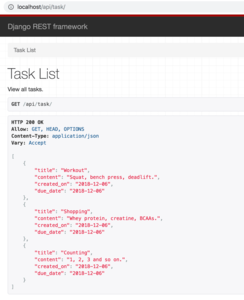 localhost/api/task/
Django REST framework
Task List
Task List
View all tasks.
GET /api/task/
HTTP 200 OK
Allow: GET, HEAD, OPTIONS
Content-Type: application/json
Vary: Accept
[
{
"title": "Workout",
"content": "Squat, bench press, deadlift.",
"created_on": "2018-12-06",
"due_date": "2018-12-06"
},
{
"title": "Shopping",
"content": "Whey protein, creatine, BCAAs.",
"created_on": "2018-12-06",
"due_date": "2018-12-06"
},
{
"title": "Counting",
"content": "1, 2, 3 and so on.",
"created_on": "2018-12-06",
"due_date": "2018-12-06"
}
]